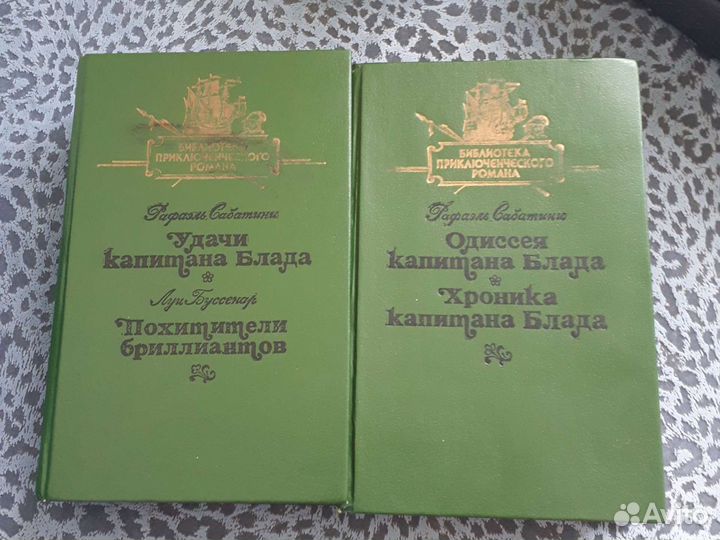 БИБЛИОТЕКА
ПРИКЛЮЧЕНЧЕСКОГО
РОМАНА
Рафаэль Сабатини
Удачи
капитана Блада
Луи Буссенар
Похитители
бриллиантов
БИБЛИОТЕКА
ПРИКЛЮЧЕНЧЕСКОГО
РОМАНА
Рафаэль Сабатини
Одиссея
капитана Блада
Хроника
капитана Блада
Avito